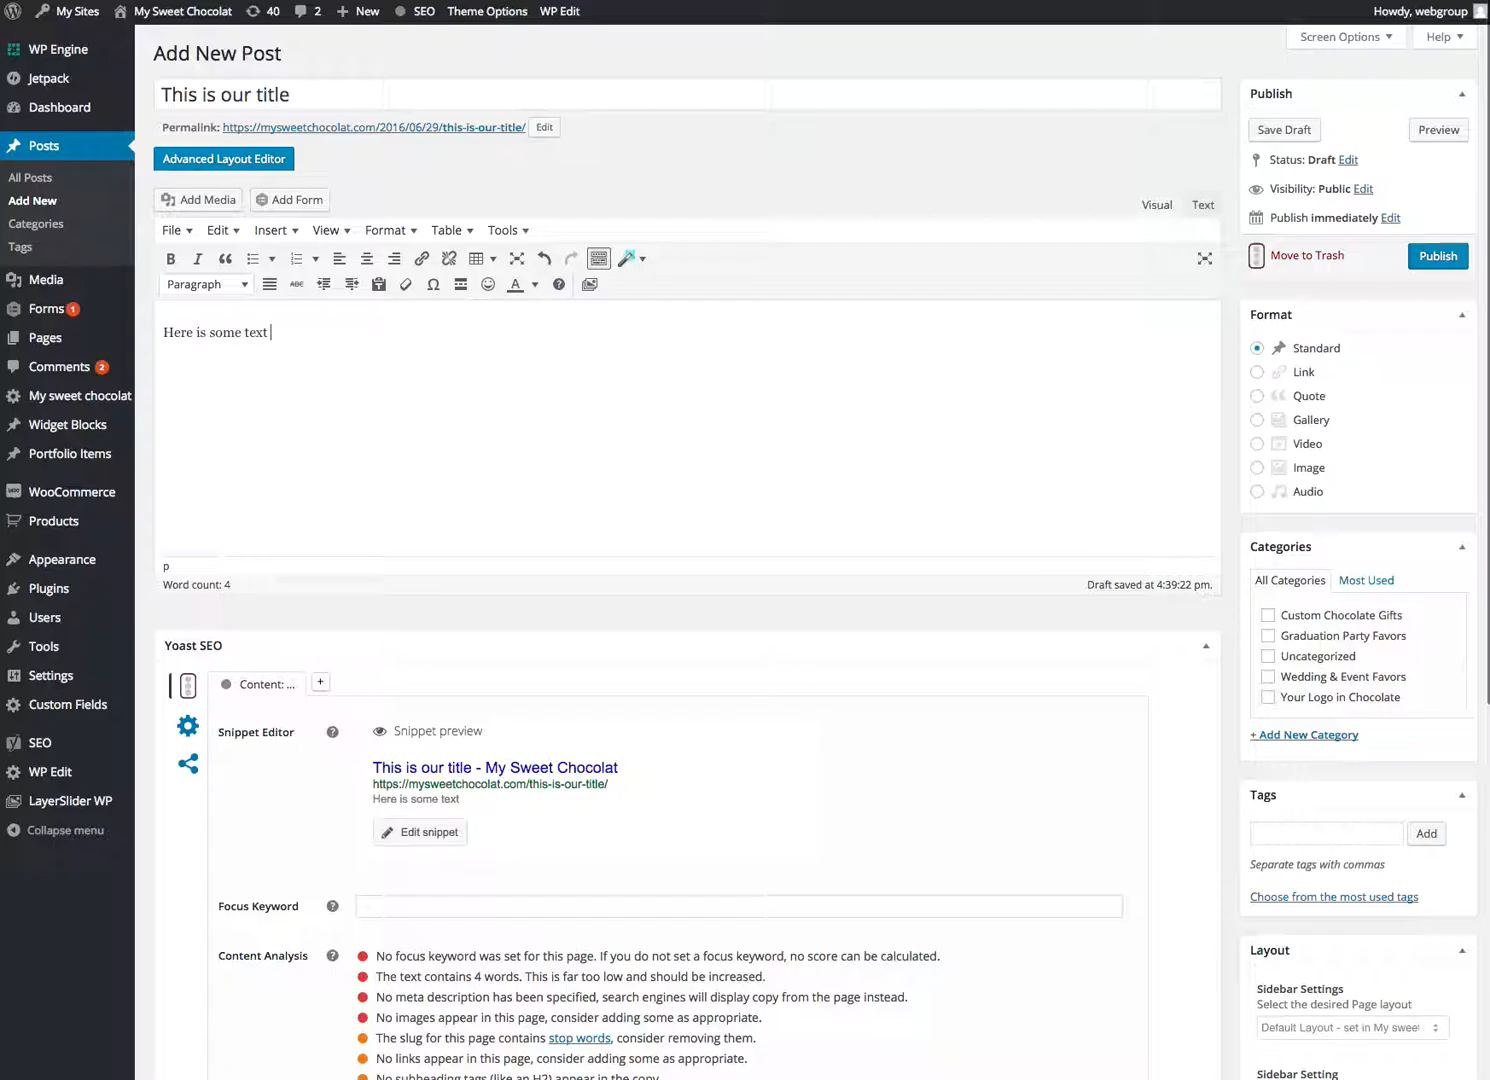 My Sites My Sweet Chocolat 40 2 New SEO Theme Options WP Edit Howdy, webgroup
WP Engine
Jetpack
Dashboard
Posts
All Posts
Add New
Categories
Tags
Media
Forms 1
Pages
Comments 2
My sweet chocolat
Widget Blocks
Portfolio Items
WooCommerce
Products
Appearance
Plugins
Users
Tools
Settings
Custom Fields
SEO
WP Edit
LayerSlider WP
Collapse menu
Screen Options Help
Add New Post
This is our title
Permalink: https://mysweetchocolat.com/2016/06/29/this-is-our-title/ Edit
Advanced Layout Editor
Add Media Add Form
Visual Text
File Edit Insert View Format Table Tools
B I
Paragraph ABC Ω A
Here is some text
p
Word count: 4 Draft saved at 4:39:22 pm.
Yoast SEO
Content: ... +
Snippet Editor Snippet preview
This is our title - My Sweet Chocolat
https://mysweetchocolat.com/this-is-our-title/
Here is some text
Edit snippet
Focus Keyword
Content Analysis
No focus keyword was set for this page. If you do not set a focus keyword, no score can be calculated.
The text contains 4 words. This is far too low and should be increased.
No meta description has been specified, search engines will display copy from the page instead.
No images appear in this page, consider adding some as appropriate.
The slug for this page contains stop words, consider removing them.
No links appear in this page, consider adding some as appropriate.
No subheading tags (like an H2) appear in the copy.
Publish
Save Draft Preview
Status: Draft Edit
Visibility: Public Edit
Publish immediately Edit
Move to Trash Publish
Format
Standard
Link
Quote
Gallery
Video
Image
Audio
Categories
All Categories Most Used
Custom Chocolate Gifts
Graduation Party Favors
Uncategorized
Wedding & Event Favors
Your Logo in Chocolate
+ Add New Category
Tags
Add
Separate tags with commas
Choose from the most used tags
Layout
Sidebar Settings
Select the desired Page layout
Default Layout - set in My sweet
Sidebar Setting